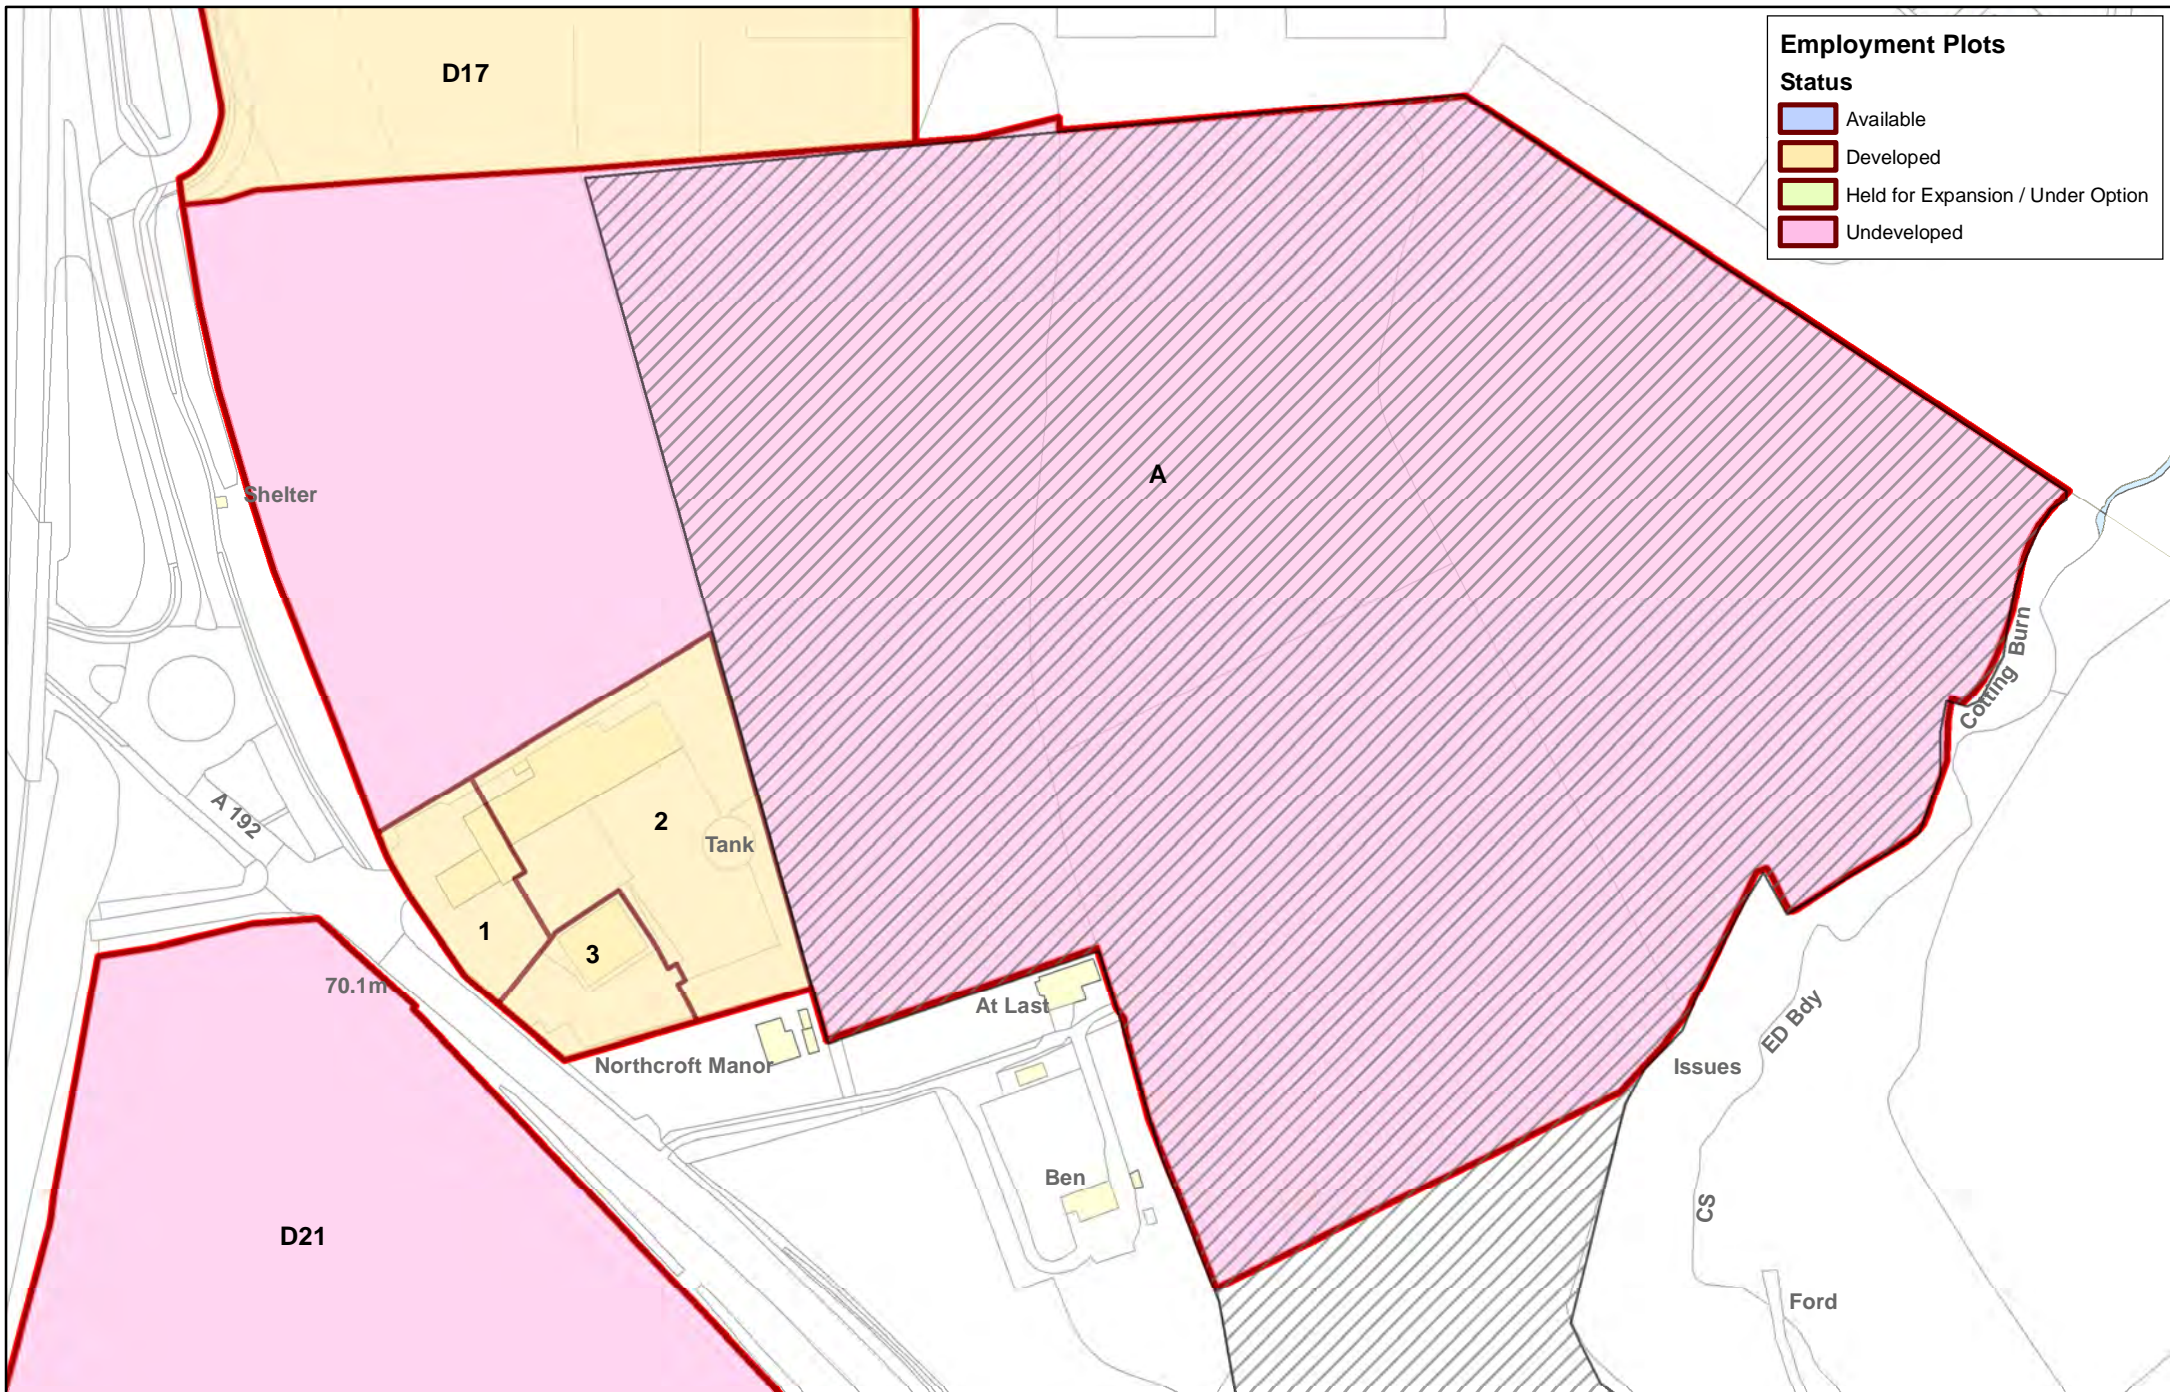 Employment Plots
Status
Available
Developed
Held for Expansion / Under Option
Undeveloped
D17
A
Shelter
Cotting Burn
A 192
2
Tank
1
3
70.1m
At Last
Northcroft Manor
ED Bdy
Issues
Ben
CS
D21
Ford